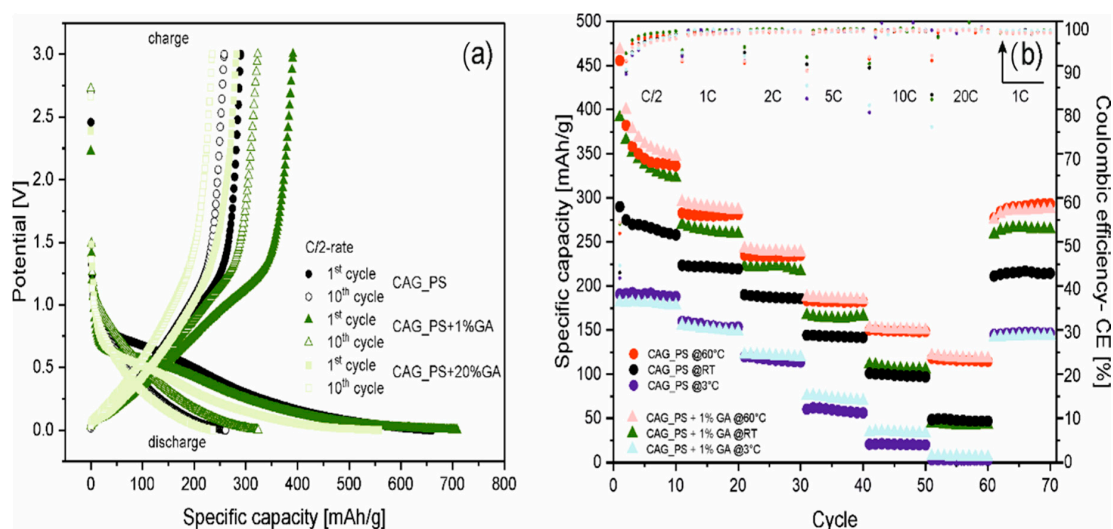 (a)
charge
3.0
2.5
2.0
1.5
1.0
0.5
0.0
Potential [V]
C/2-rate
1st cycle
10th cycle
CAG_PS
1st cycle
10th cycle
CAG_PS+1%GA
1st cycle
10th cycle
CAG_PS+20%GA
discharge
0 100 200 300 400 500 600 700 800
Specific capacity [mAh/g]
(b)
500
450
400
350
300
250
200
150
100
50
0
Specific capacity [mAh/g]
C/2 1C 2C 5C 10C 20C 1C
CAG_PS @60°C
CAG_PS @RT
CAG_PS @3°C
CAG_PS + 1% GA @60°C
CAG_PS + 1% GA @RT
CAG_PS + 1% GA @3°C
0 10 20 30 40 50 60 70
Cycle
100
90
80
70
60
50
40
30
20
10
0
Coulombic efficiency- CE [%]